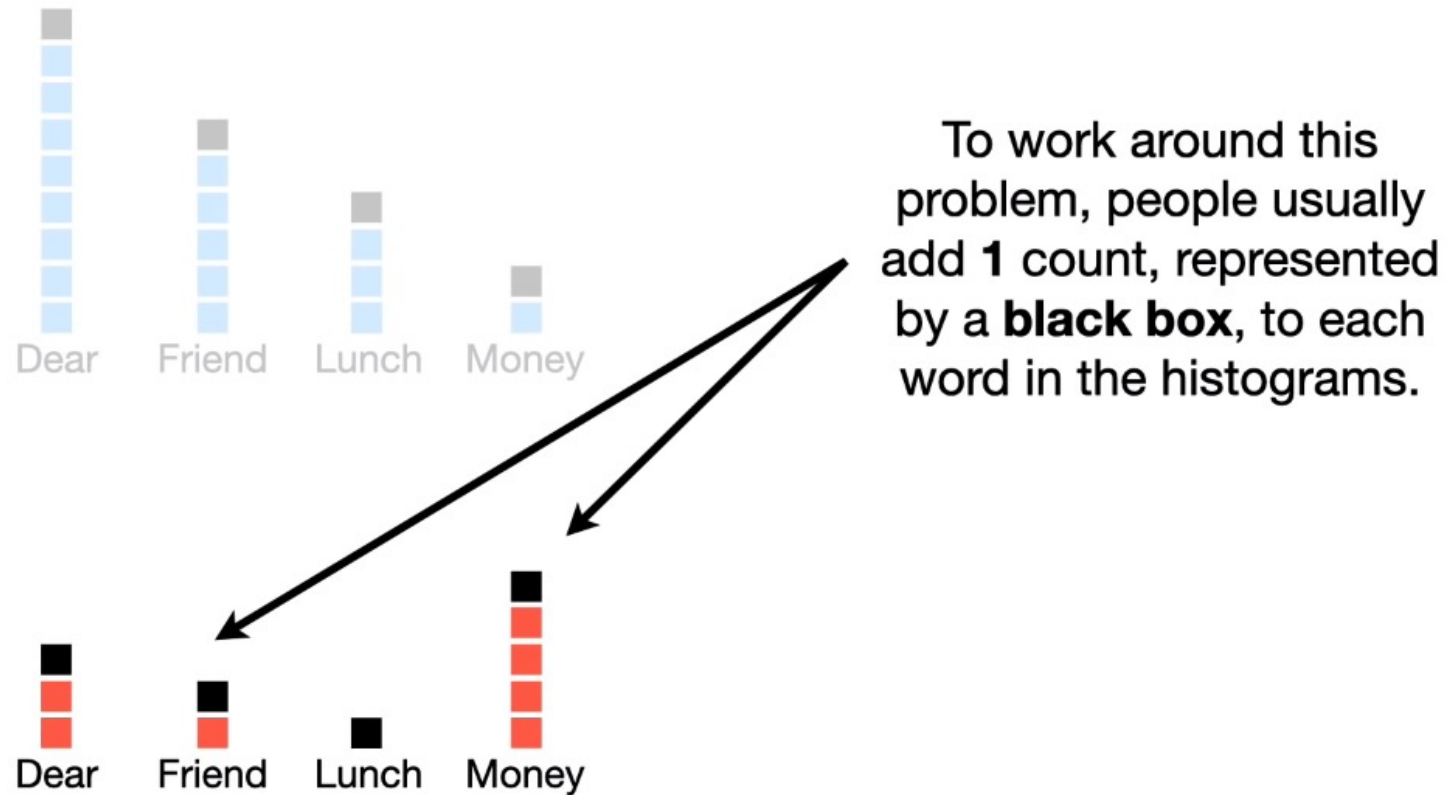 Dear Friend Lunch Money
To work around this
problem, people usually
add 1 count, represented
by a black box, to each
word in the histograms.
Dear Friend Lunch Money